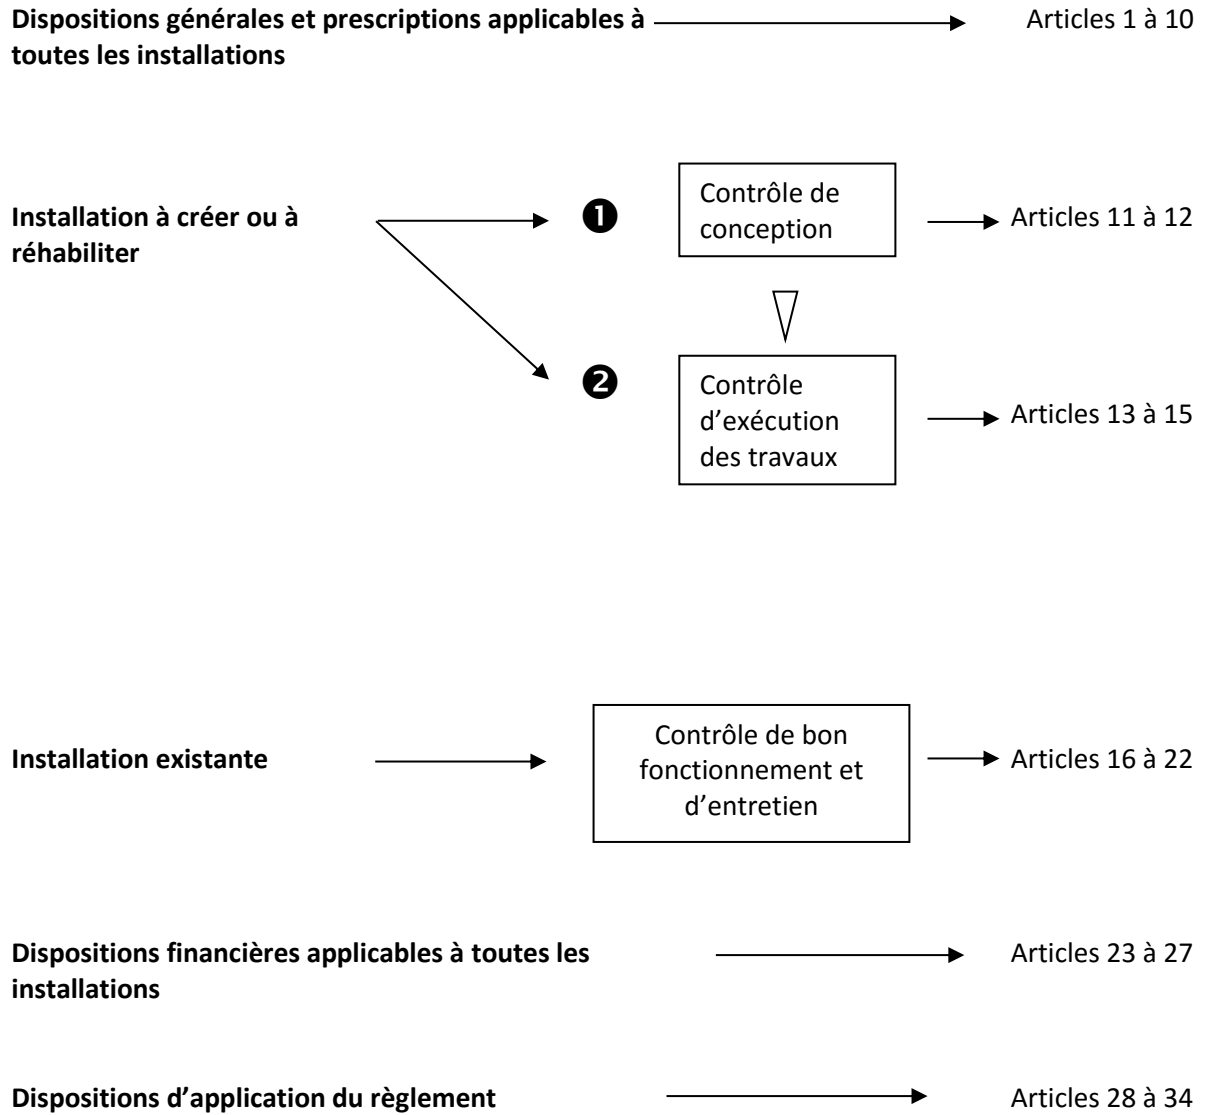 Dispositions générales et prescriptions applicables à
toutes les installations
Articles 1 à 10
Installation à créer ou à
réhabiliter
❶
Contrôle de
conception
Articles 11 à 12
❷
Contrôle
d’exécution
des travaux
Articles 13 à 15
Installation existante
Contrôle de bon
fonctionnement et
d’entretien
Articles 16 à 22
Dispositions financières applicables à toutes les
installations
Articles 23 à 27
Dispositions d’application du règlement
Articles 28 à 34